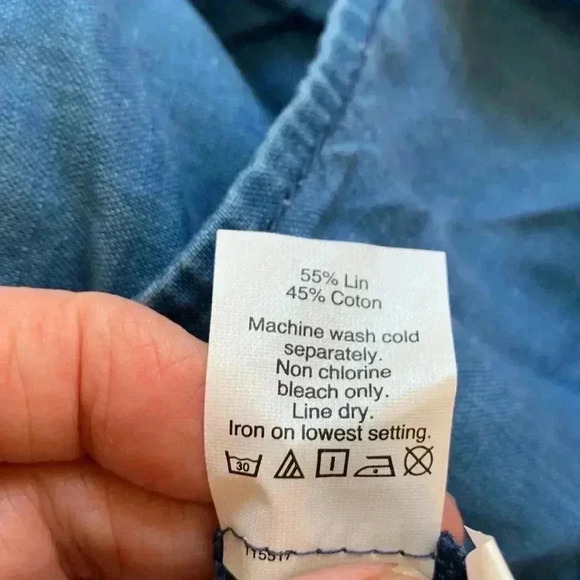 55% Lin
45% Coton
Machine wash cold
separately.
Non chlorine
bleach only.
Line dry.
Iron on lowest setting.
30
115517